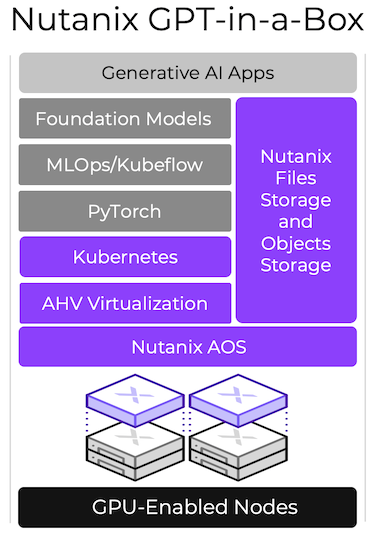 Nutanix GPT-in-a-Box
Generative AI Apps
Foundation Models
MLOps/Kubeflow
PyTorch
Kubernetes
AHV Virtualization
Nutanix
Files
Storage
and
Objects
Storage
Nutanix AOS
GPU-Enabled Nodes